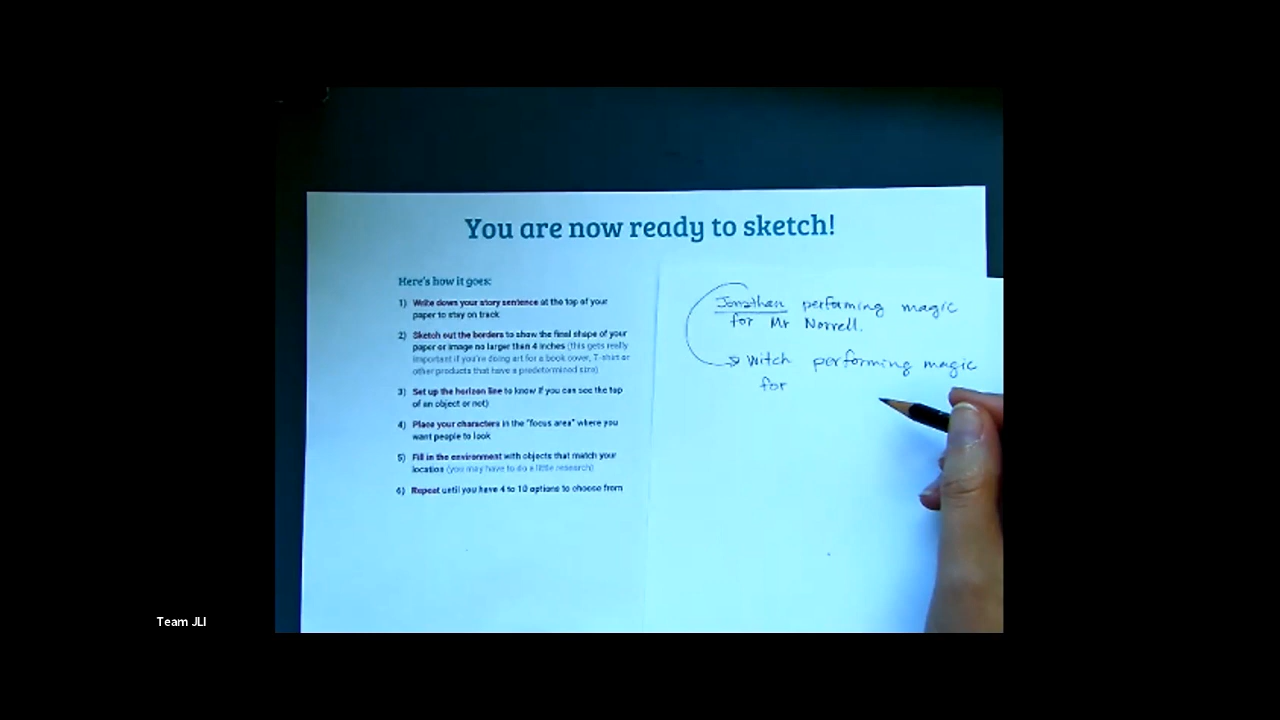 You are now ready to sketch!
Here's how it goes:
1) Write down your story sentence at the top of your
paper to stay on track
2) Sketch out the borders to show the final shape of your
paper or image no larger than 4 inches (this gets really
important if you're doing art for a book cover, T-shirt or
other products that have a predetermined size)
3) Set up the horizon line to know if you can see the top
of an object or not)
4) Place your characters in the "focus area" where you
want people to look
5) Fill in the environment with objects that match your
location (you may have to do a little research)
6) Repeat until you have 4 to 10 options to choose from
Jonathan performing magic
for Mr Norrell.
Witch performing magic
for
Team JLI